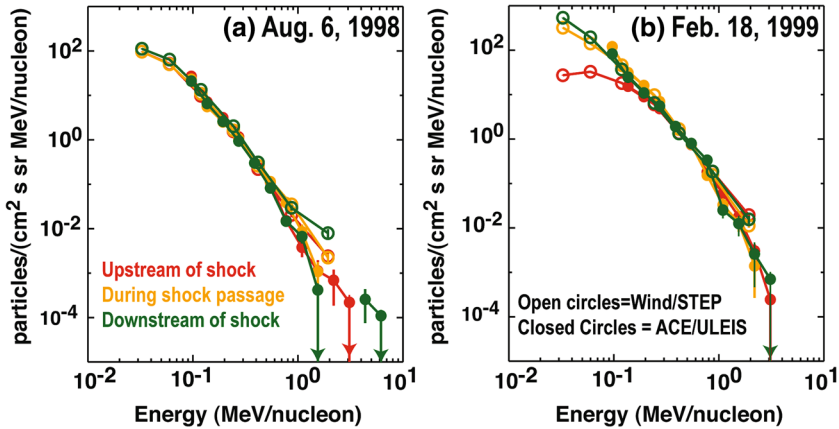 (a) Aug. 6, 1998
(b) Feb. 18, 1999
particles/(cm² s sr MeV/nucleon)
10²
10⁰
10⁻²
10⁻⁴
Upstream of shock
During shock passage
Downstream of shock
10⁻²
10⁻¹
10⁰
10¹
Energy (MeV/nucleon)
particles/(cm² s sr MeV/nucleon)
10²
10⁰
10⁻²
10⁻⁴
Open circles=Wind/STEP
Closed Circles = ACE/ULEIS
10⁻²
10⁻¹
10⁰
10¹
Energy (MeV/nucleon)